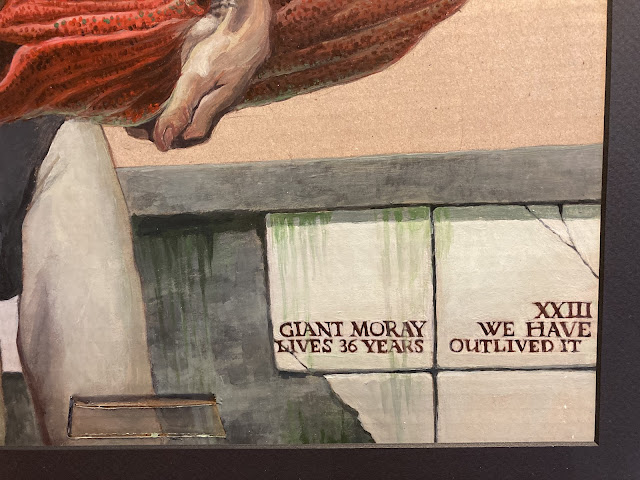 GIANT MORAY
LIVES 36 YEARS
XXIII
WE HAVE
OUTLIVED IT